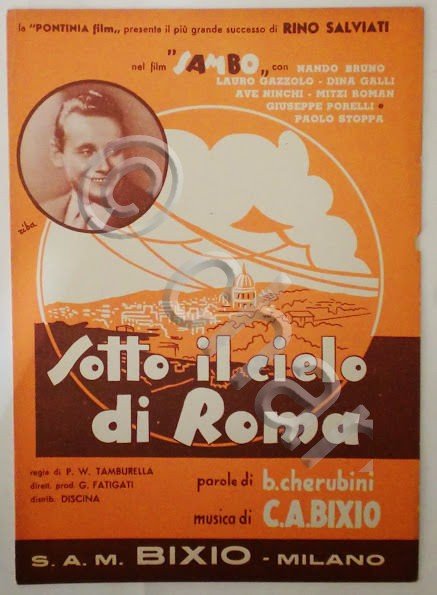 la "PONTINIA film„ presenta il più grande successo di RINO SALVIATI
nel film "SAMBO„ con NANDO BRUNO
LAURO GAZZOLO - DINA GALLI
AVE NINCHI - MITZI ROMAN
GIUSEPPE PORELLI e
PAOLO STOPPA
riba
Sotto il cielo
di Roma
regia di P. W. TAMBURELLA
dirett. prod. G. FATIGATI
distrib. DISCINA
parole di b.cherubini
musica di C.A.BIXIO
S. A. M. BIXIO - MILANO